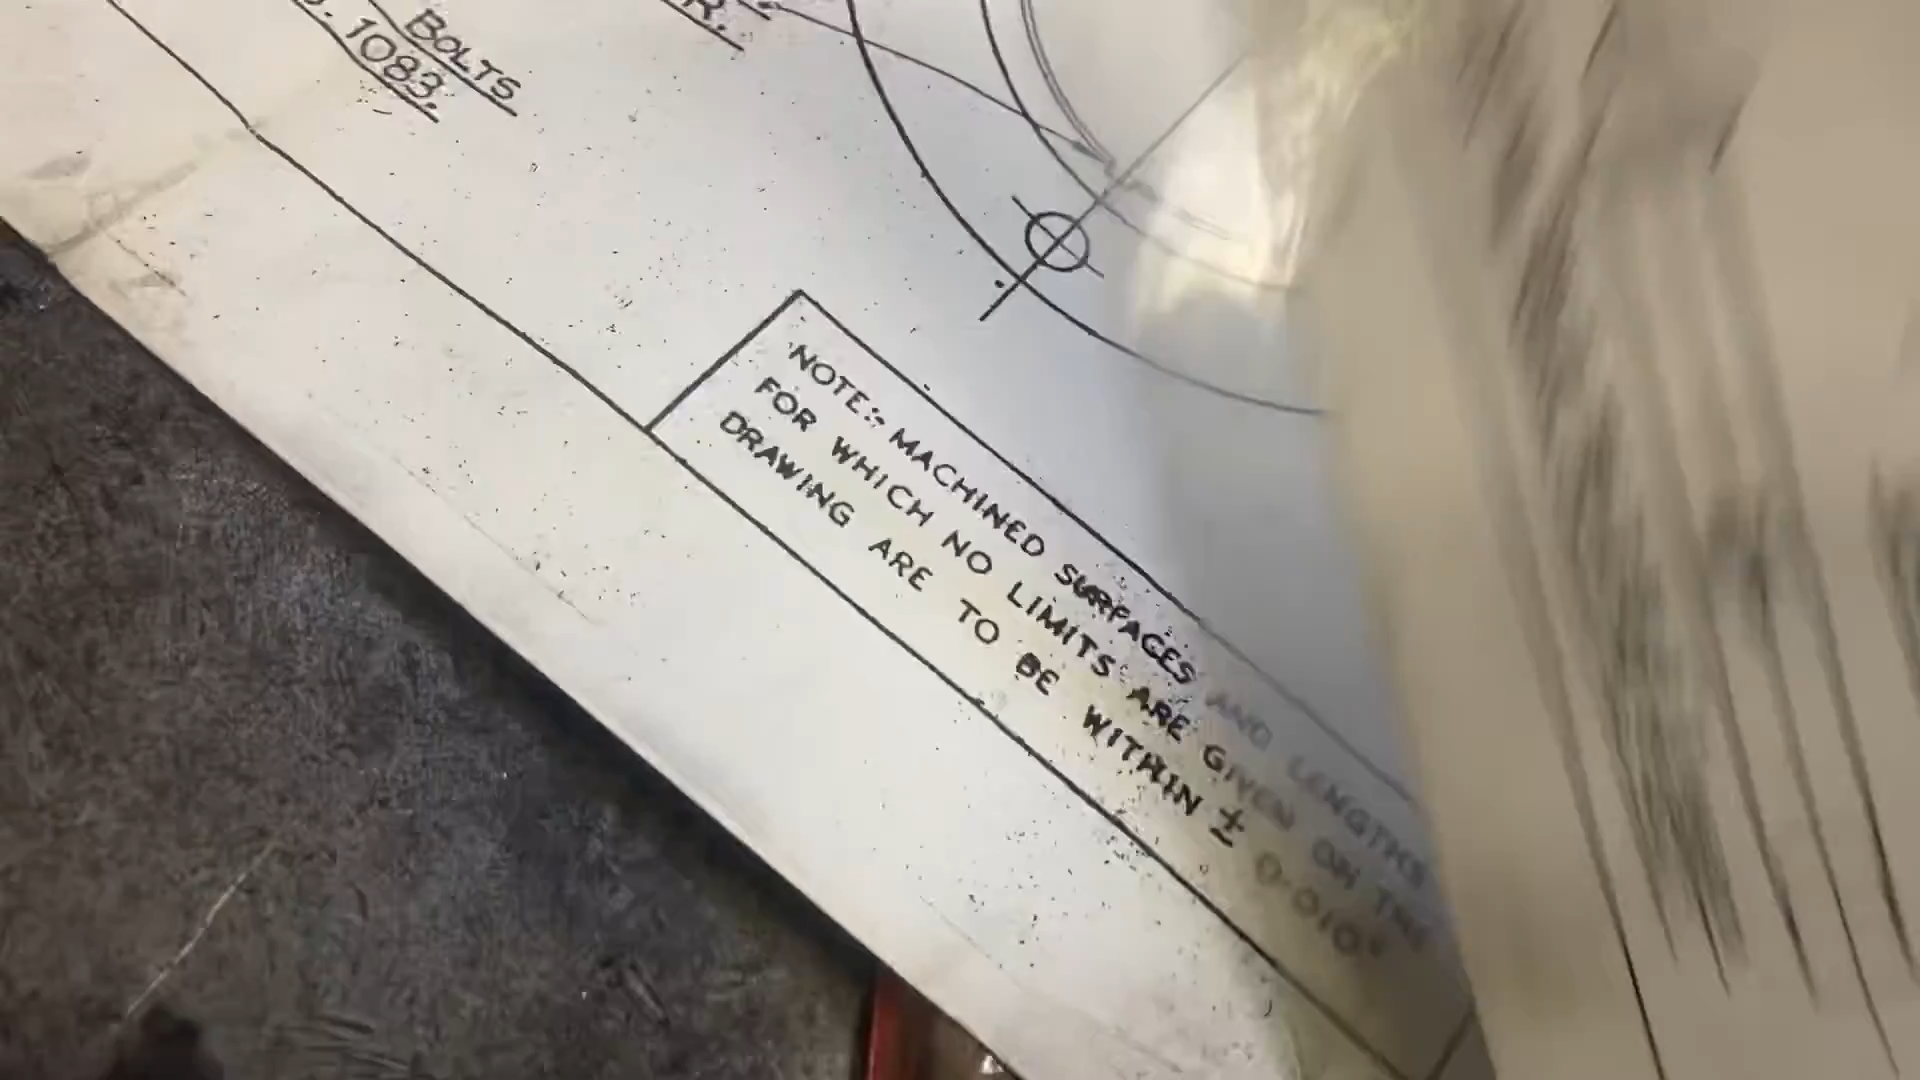 BOLTS
1083.
R.
NOTE:- MACHINED SURFACES AND LENGTHS
FOR WHICH NO LIMITS ARE GIVEN ON THE
DRAWING ARE TO BE WITHIN ± 0·010"